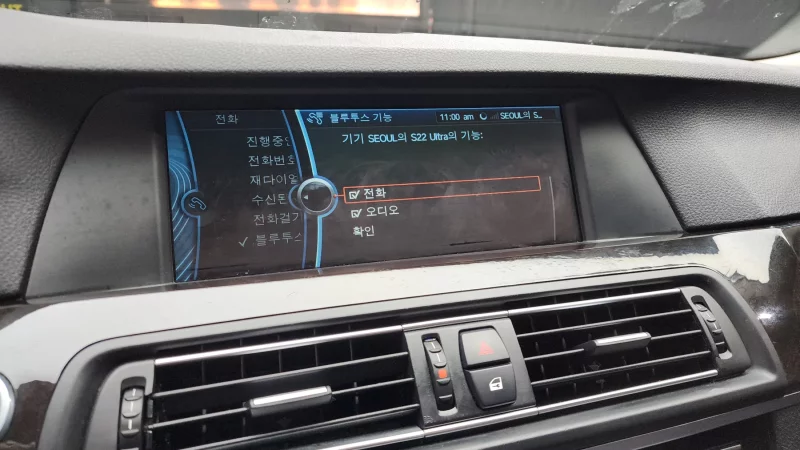 전화
블루투스 기능
11:00 am
SEOUL의 S...
기기 SEOUL의 S22 Ultra의 기능:
진행중인
전화번호
재다이얼
수신된
전화걸기
블루투스
전화
오디오
확인